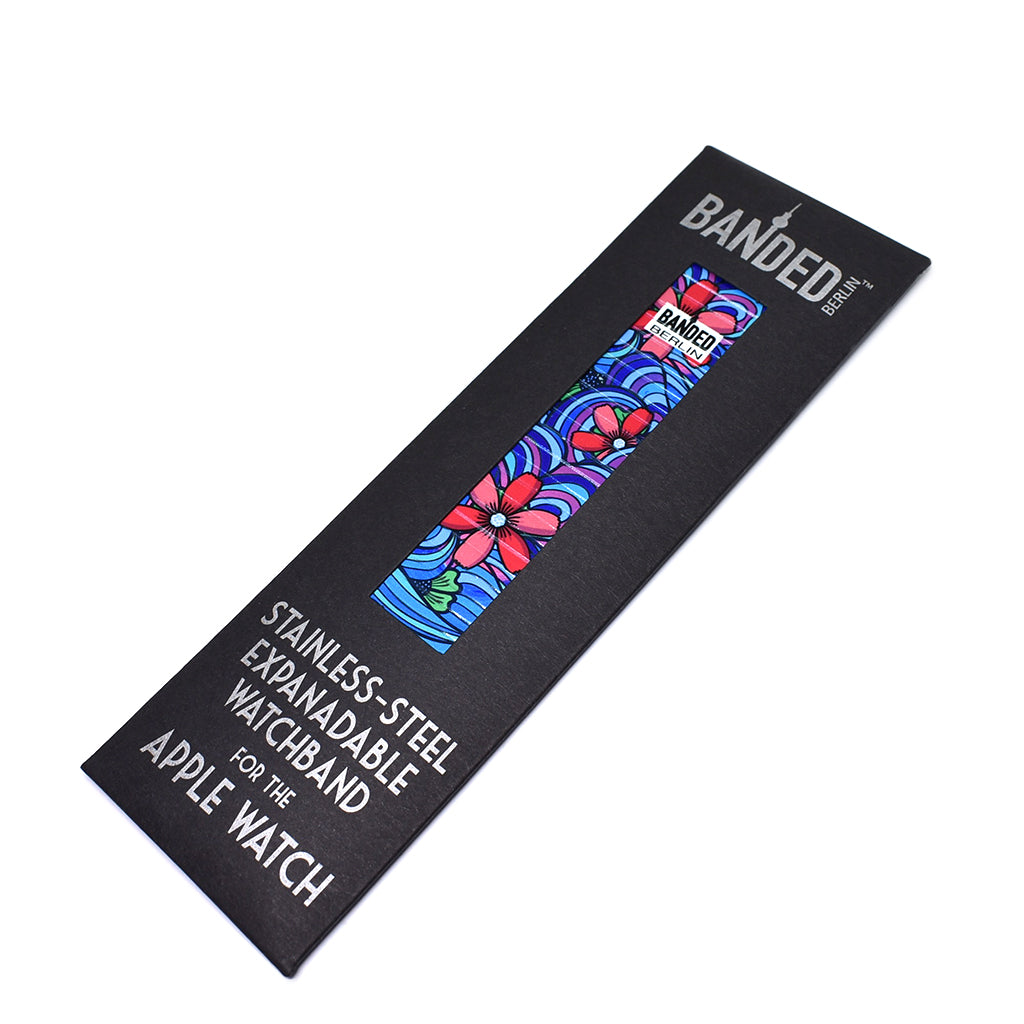 BANDED
BERLIN™
BANDED
BERLIN
STAINLESS-STEEL
EXPANADABLE
WATCHBAND
FOR THE
APPLE WATCH